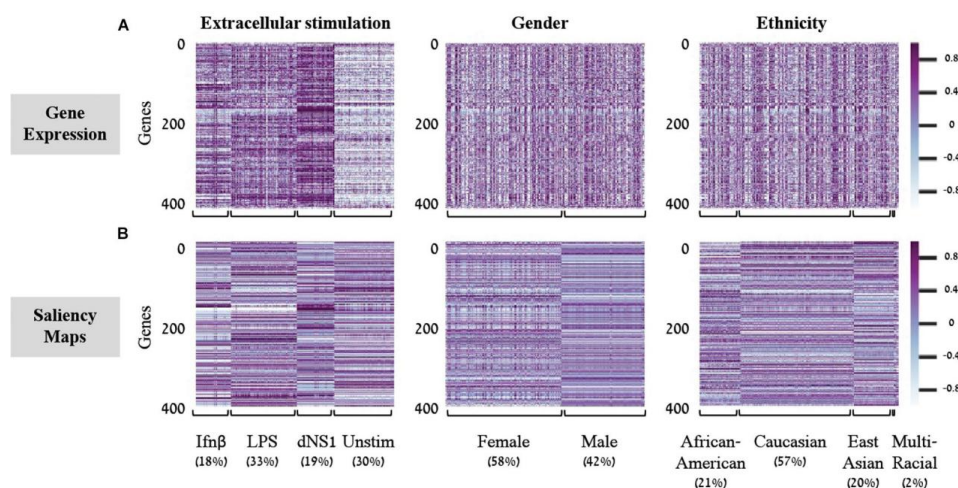 A
Extracellular stimulation
Gender
Ethnicity
Gene
Expression
Genes
0
200
400
0
200
400
0
200
400
0.8
0.4
0
-0.4
-0.8
B
Saliency
Maps
Genes
0
200
400
0
200
400
0
200
400
0.8
0.4
0
-0.4
-0.8
Ifnβ
(18%)
LPS
(33%)
dNS1
(19%)
Unstim
(30%)
Female
(58%)
Male
(42%)
African-
American
(21%)
Caucasian
(57%)
East
Asian
(20%)
Multi-
Racial
(2%)